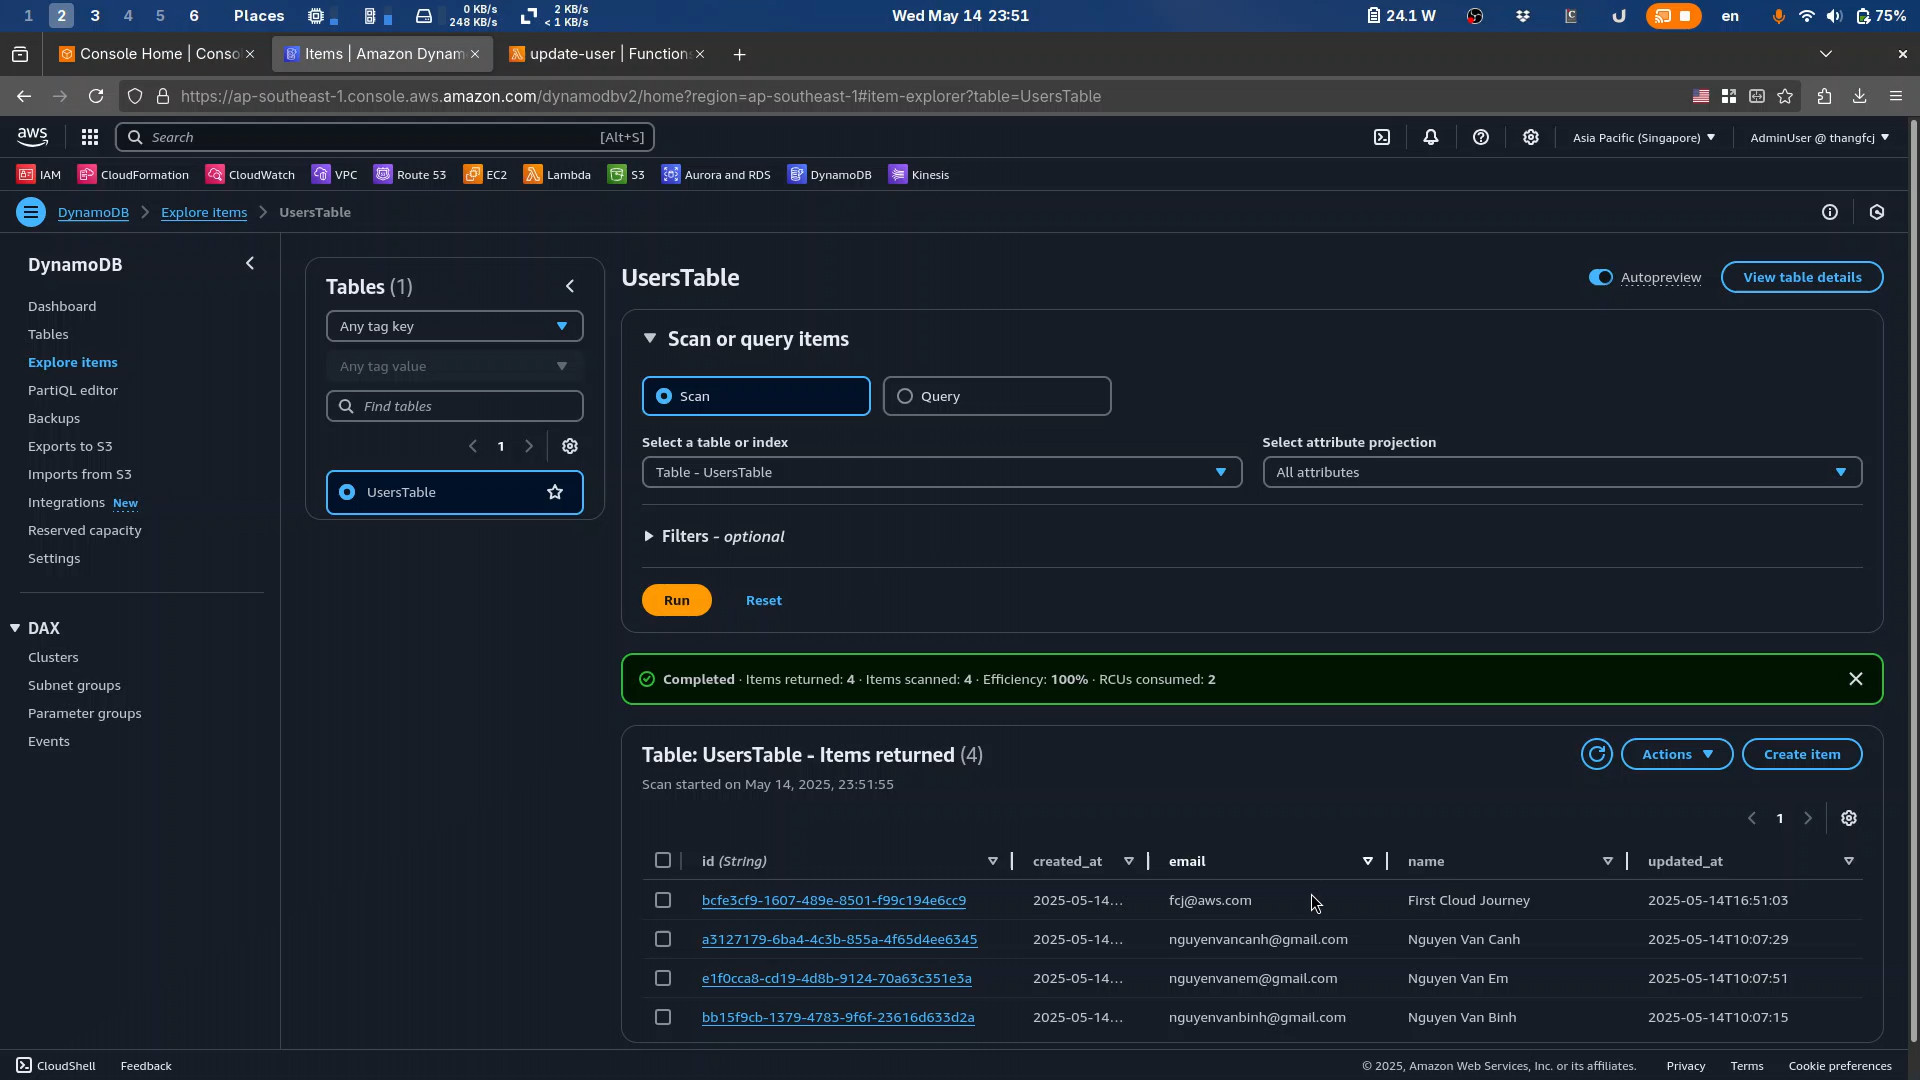 1 2 3 4 5 6 Places 0 KB/s 248 KB/s 2 KB/s < 1 KB/s Wed May 14 23:51 24.1 W en 75%
Console Home | Conso Items | Amazon Dynam update-user | Function
https://ap-southeast-1.console.aws.amazon.com/dynamodbv2/home?region=ap-southeast-1#item-explorer?table=UsersTable
aws Search [Alt+S] Asia Pacific (Singapore) AdminUser @ thangfcj
IAM CloudFormation CloudWatch VPC Route 53 EC2 Lambda S3 Aurora and RDS DynamoDB Kinesis
DynamoDB Explore items UsersTable
DynamoDB
Dashboard
Tables
Explore items
PartiQL editor
Backups
Exports to S3
Imports from S3
Integrations New
Reserved capacity
Settings
DAX
Clusters
Subnet groups
Parameter groups
Events
Tables (1)
Any tag key
Any tag value
Find tables
1
UsersTable
UsersTable
Autopreview View table details
Scan or query items
Scan Query
Select a table or index Select attribute projection
Table - UsersTable All attributes
Filters - optional
Run Reset
Completed · Items returned: 4 · Items scanned: 4 · Efficiency: 100% · RCUs consumed: 2
Table: UsersTable - Items returned (4)
Actions Create item
Scan started on May 14, 2025, 23:51:55
1
id (String) created_at email name updated_at
bcfe3cf9-1607-489e-8501-f99c194e6cc9 2025-05-14... fcj@aws.com First Cloud Journey 2025-05-14T16:51:03
a3127179-6ba4-4c3b-855a-4f65d4ee6345 2025-05-14... nguyenvancanh@gmail.com Nguyen Van Canh 2025-05-14T10:07:29
e1f0cca8-cd19-4d8b-9124-70a63c351e3a 2025-05-14... nguyenvanem@gmail.com Nguyen Van Em 2025-05-14T10:07:51
bb15f9cb-1379-4783-9f6f-23616d633d2a 2025-05-14... nguyenvanbinh@gmail.com Nguyen Van Binh 2025-05-14T10:07:15
CloudShell Feedback © 2025, Amazon Web Services, Inc. or its affiliates. Privacy Terms Cookie preferences